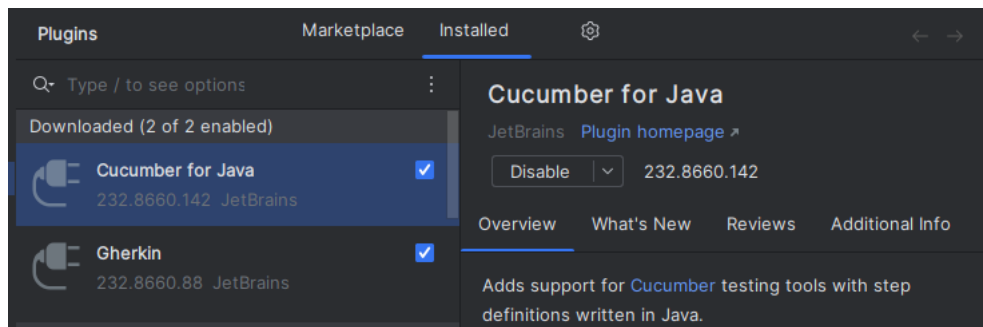 Plugins Marketplace Installed
Type / to see options
Downloaded (2 of 2 enabled)
Cucumber for Java
232.8660.142 JetBrains
Gherkin
232.8660.88 JetBrains
Cucumber for Java
JetBrains Plugin homepage ↗
Disable 232.8660.142
Overview What's New Reviews Additional Info
Adds support for Cucumber testing tools with step
definitions written in Java.